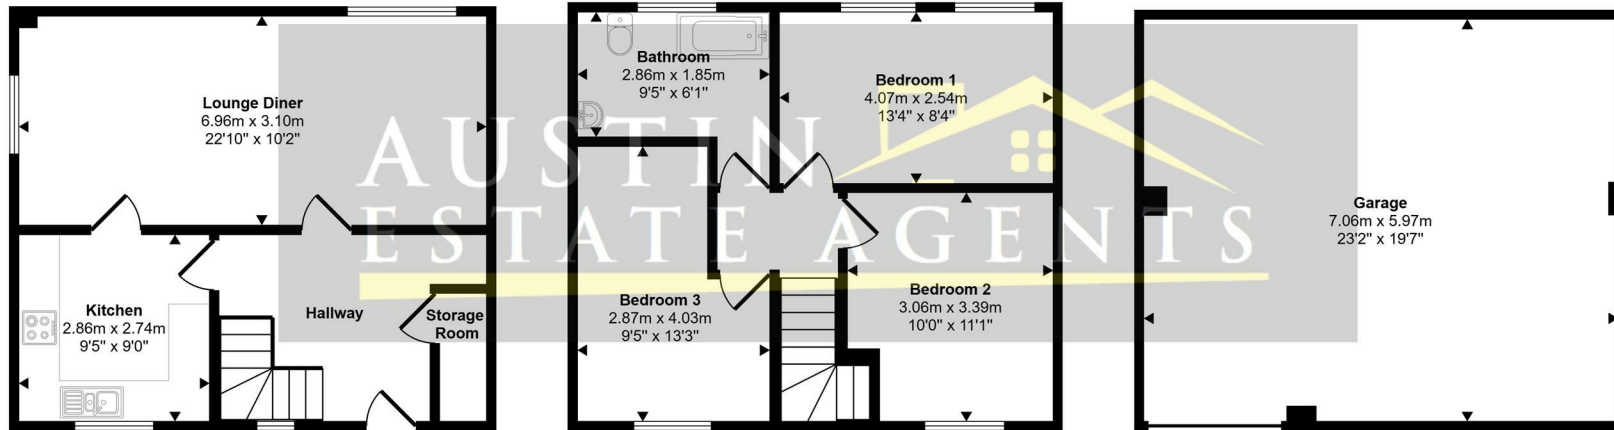 Lounge Diner
6.96m x 3.10m
22'10" x 10'2"
Kitchen
2.86m x 2.74m
9'5" x 9'0"
Hallway
Storage
Room
Bathroom
2.86m x 1.85m
9'5" x 6'1"
Bedroom 1
4.07m x 2.54m
13'4" x 8'4"
Bedroom 3
2.87m x 4.03m
9'5" x 13'3"
Bedroom 2
3.06m x 3.39m
10'0" x 11'1"
Garage
7.06m x 5.97m
23'2" x 19'7"
AUSTIN
ESTATE AGENTS